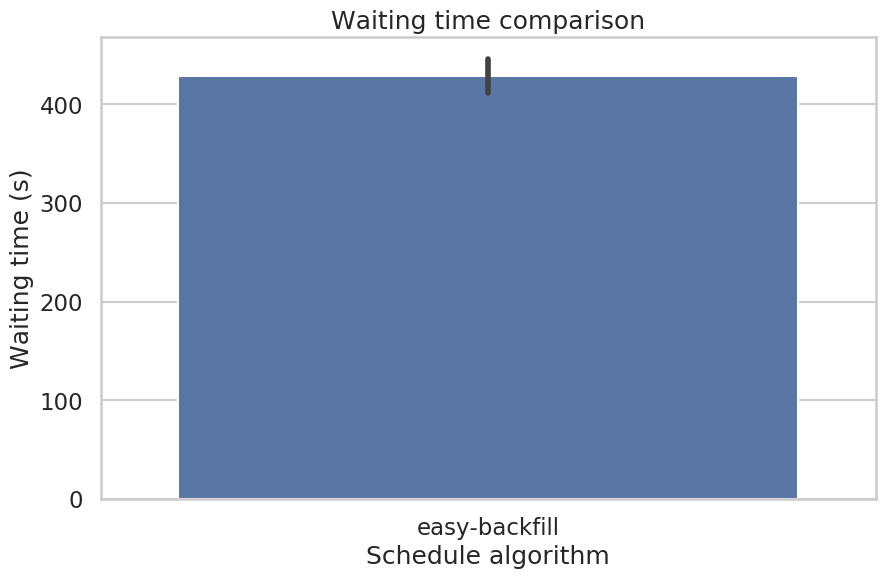 Waiting time comparison
Waiting time (s)
400
300
200
100
0
easy-backfill
Schedule algorithm